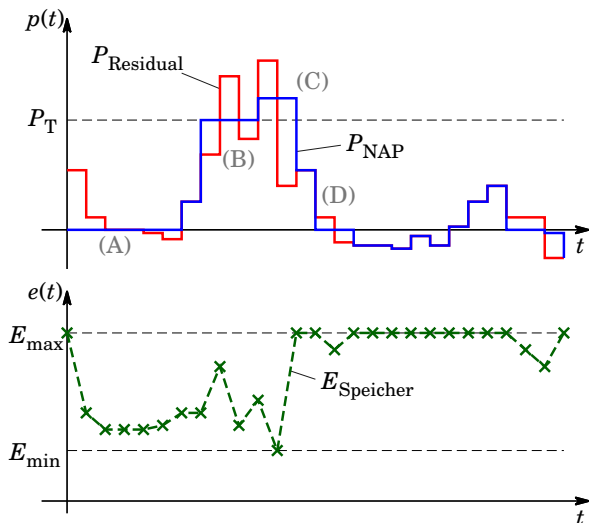 p(t)
P_Residual
(C)
P_T
(B)
P_NAP
(D)
(A)
t
e(t)
E_max
E_Speicher
E_min
t